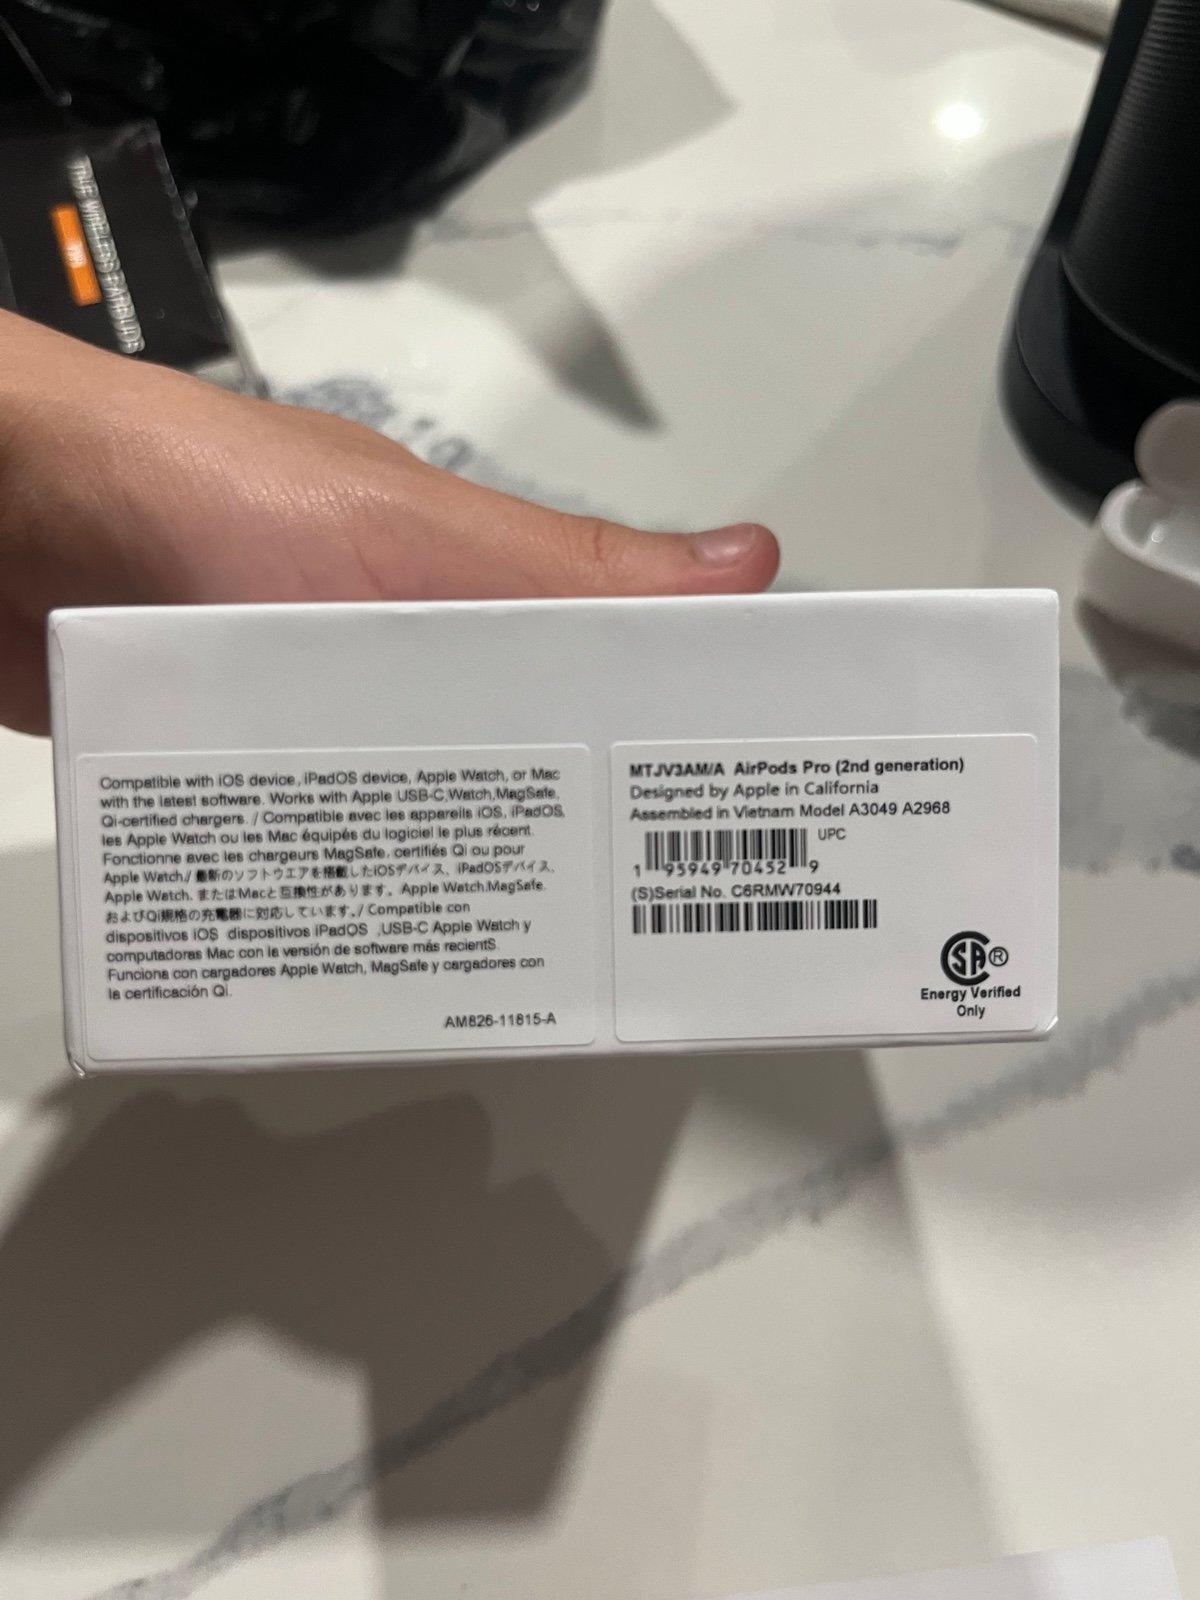 TRUE WIRELESS EARBUDS
Compatible with iOS device, iPadOS device, Apple Watch, or Mac
with the latest software. Works with Apple USB-C,Watch,MagSafe,
Qi-certified chargers. / Compatible avec les appareils iOS, iPadOS,
les Apple Watch ou les Mac équipés du logiciel le plus récent.
Fonctionne avec les chargeurs MagSafe, certifiés Qi ou pour
Apple Watch./ 最新のソフトウエアを搭載したiOSデバイス、iPadOSデバイス、
Apple Watch、またはMacと互換性があります。Apple Watch.MagSafe.
およびQi規格の充電器に対応しています。/ Compatible con
dispositivos iOS dispositivos iPadOS ,USB-C Apple Watch y
computadoras Mac con la versión de software más recientS.
Funciona con cargadores Apple Watch, MagSafe y cargadores con
la certificación Qi.
AM826-11815-A
MTJV3AM/A AirPods Pro (2nd generation)
Designed by Apple in California
Assembled in Vietnam Model A3049 A2968
UPC
1 95949 70452 9
(S)Serial No. C6RMW70944
SA®
Energy Verified
Only